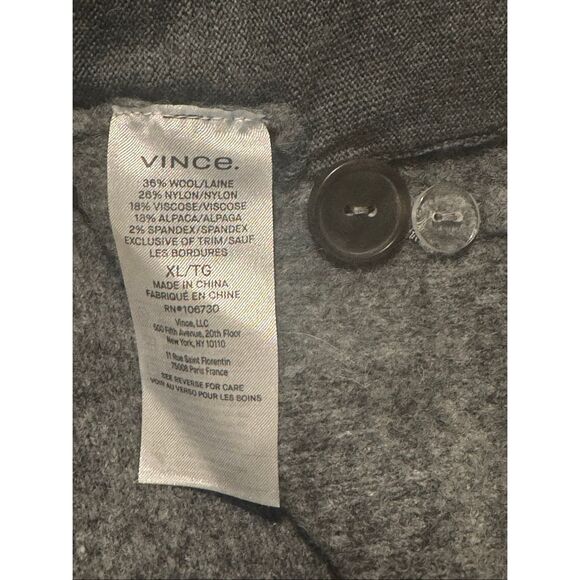 VINCE.
36% WOOL/LAINE
26% NYLON/NYLON
18% VISCOSE/VISCOSE
18% ALPACA/ALPAGA
2% SPANDEX/SPANDEX
EXCLUSIVE OF TRIM/SAUF
LES BORDURES
XL/TG
MADE IN CHINA
FABRIQUÉ EN CHINE
RN#106730
Vince, LLC
500 Fifth Avenue, 20th Floor
New York, NY 10110
11 Rue Saint Florentin
75008 Paris France
SEE REVERSE FOR CARE
VOIR AU VERSO POUR LES SOINS